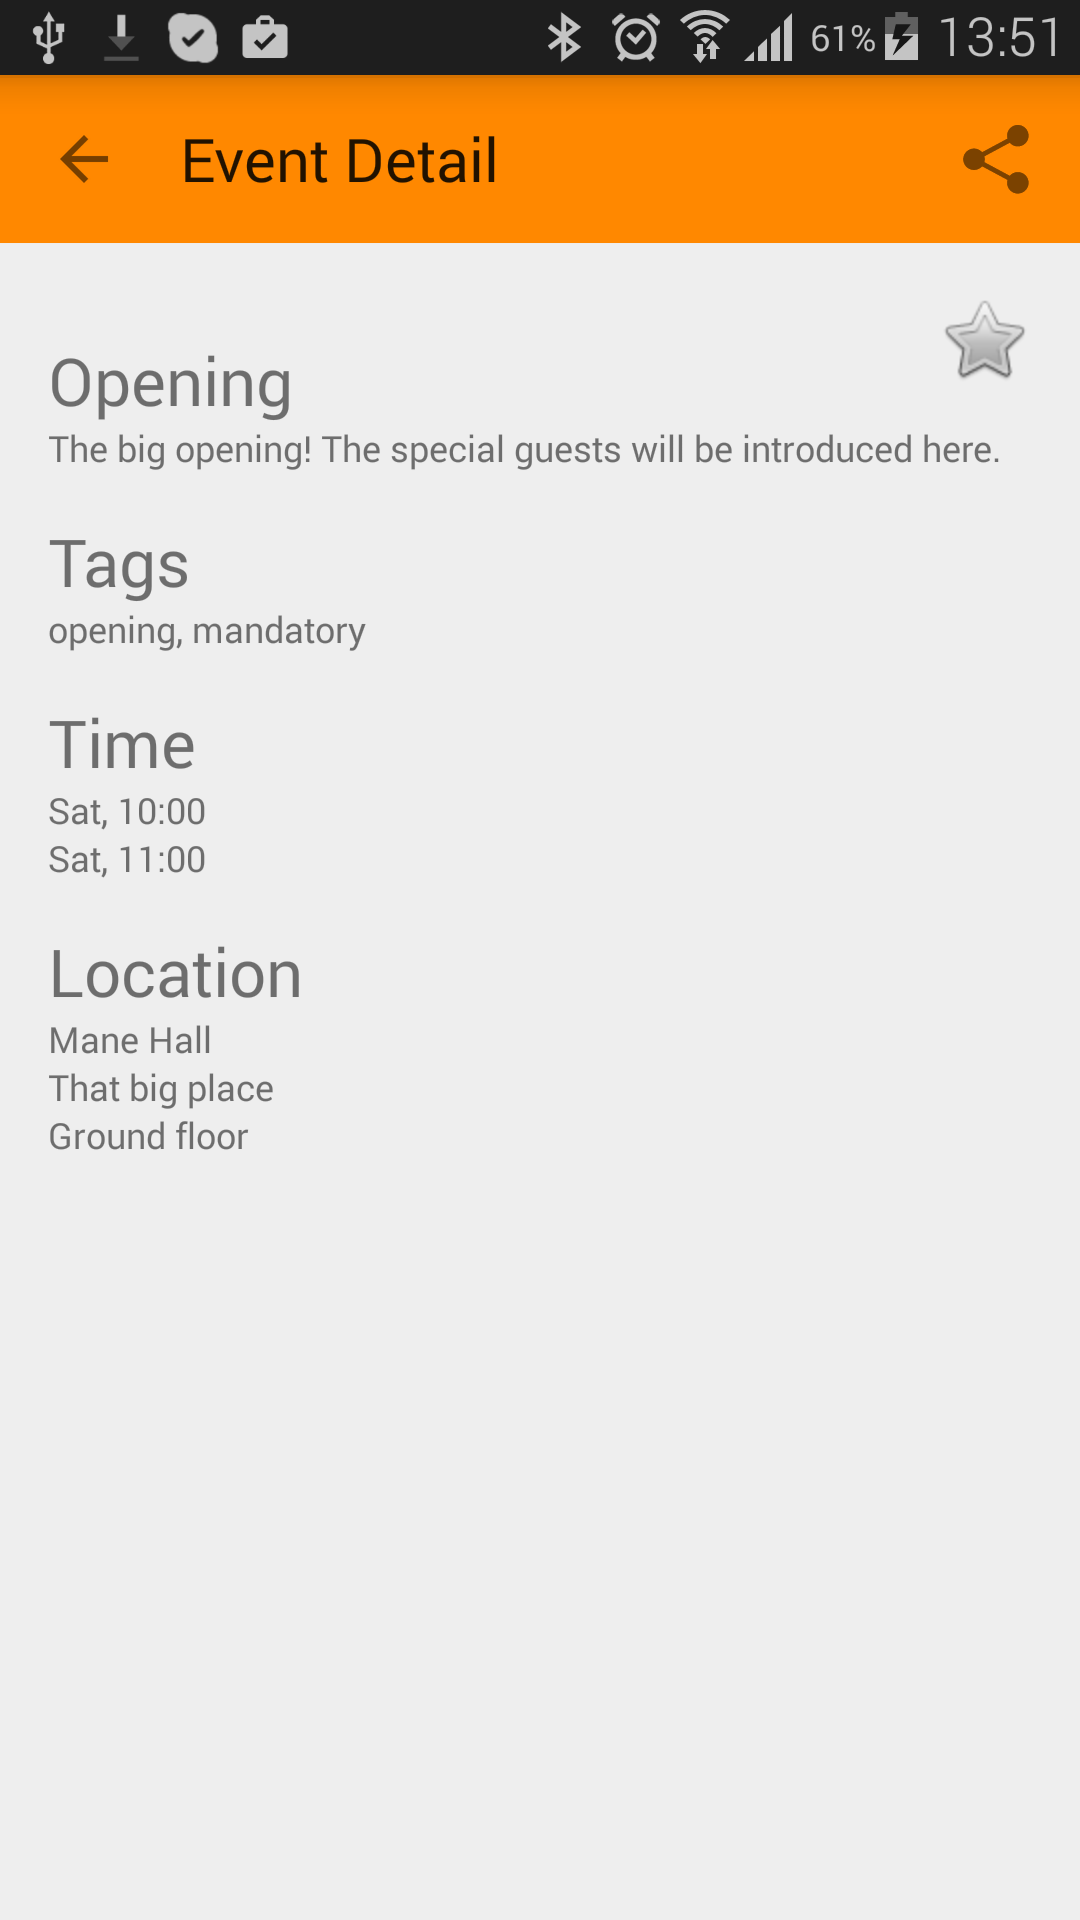 61% 13:51
Event Detail
Opening
The big opening! The special guests will be introduced here.
Tags
opening, mandatory
Time
Sat, 10:00
Sat, 11:00
Location
Mane Hall
That big place
Ground floor